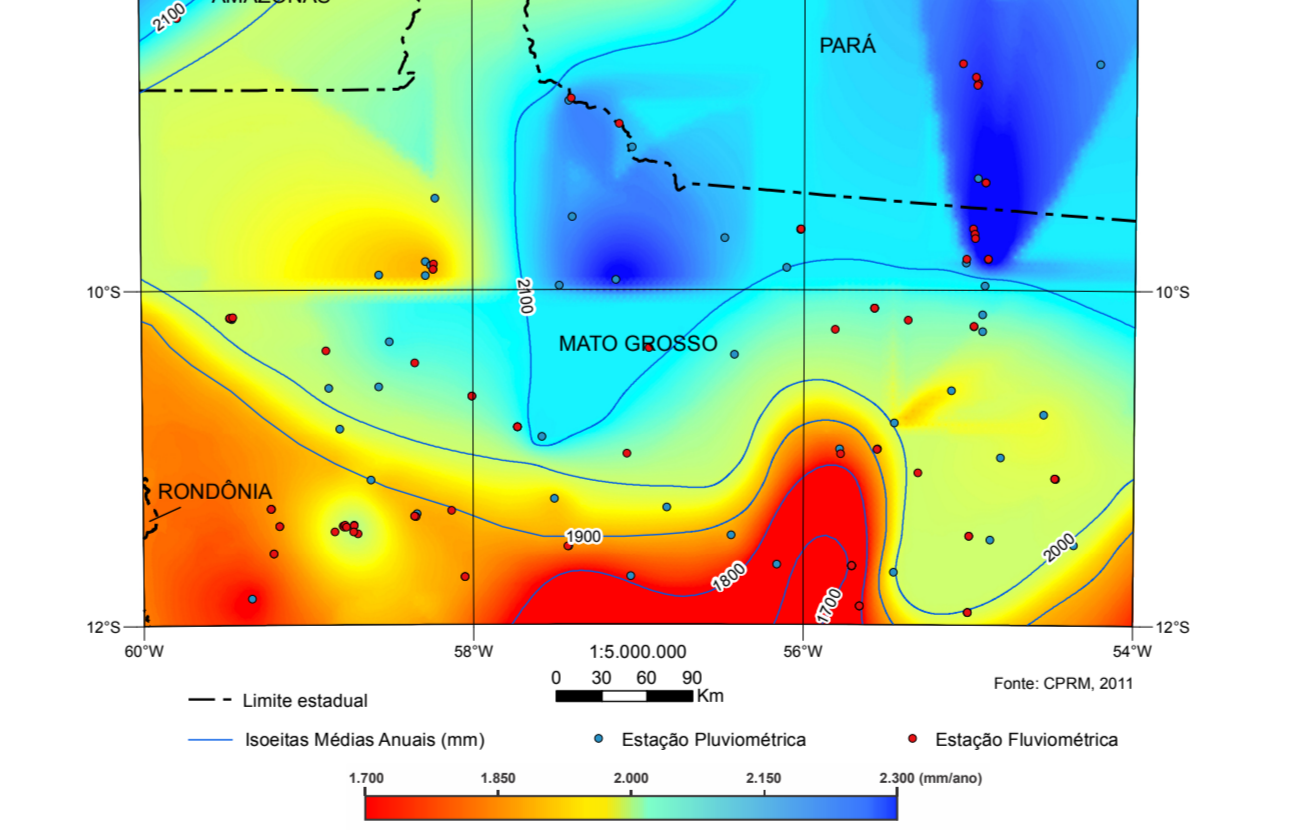 AMAZONAS
2100
PARÁ
10°S
10°S
2100
MATO GROSSO
RONDÔNIA
1900
2000
1800
1700
12°S
12°S
60°W
58°W
1:5.000.000
56°W
54°W
0 30 60 90
Km
Fonte: CPRM, 2011
Limite estadual
Isoeitas Médias Anuais (mm)
Estação Pluviométrica
Estação Fluviométrica
1.700 1.850 2.000 2.150 2.300 (mm/ano)